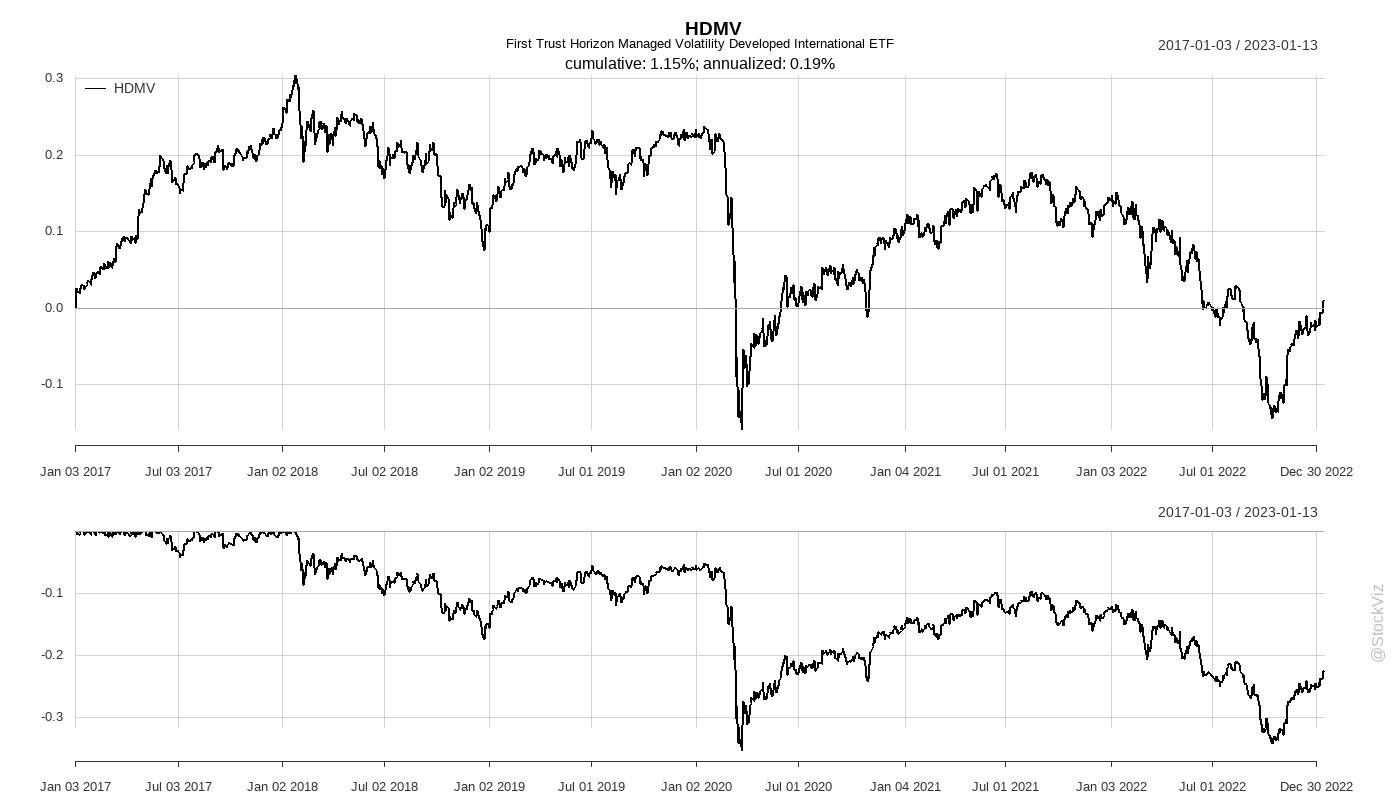 HDMV
First Trust Horizon Managed Volatility Developed International ETF
2017-01-03 / 2023-01-13
cumulative: 1.15%; annualized: 0.19%
HDMV
0.3
0.2
0.1
0.0
-0.1
Jan 03 2017 Jul 03 2017 Jan 02 2018 Jul 02 2018 Jan 02 2019 Jul 01 2019 Jan 02 2020 Jul 01 2020 Jan 04 2021 Jul 01 2021 Jan 03 2022 Jul 01 2022 Dec 30 2022
2017-01-03 / 2023-01-13
-0.1
-0.2
-0.3
@StockViz
Jan 03 2017 Jul 03 2017 Jan 02 2018 Jul 02 2018 Jan 02 2019 Jul 01 2019 Jan 02 2020 Jul 01 2020 Jan 04 2021 Jul 01 2021 Jan 03 2022 Jul 01 2022 Dec 30 2022